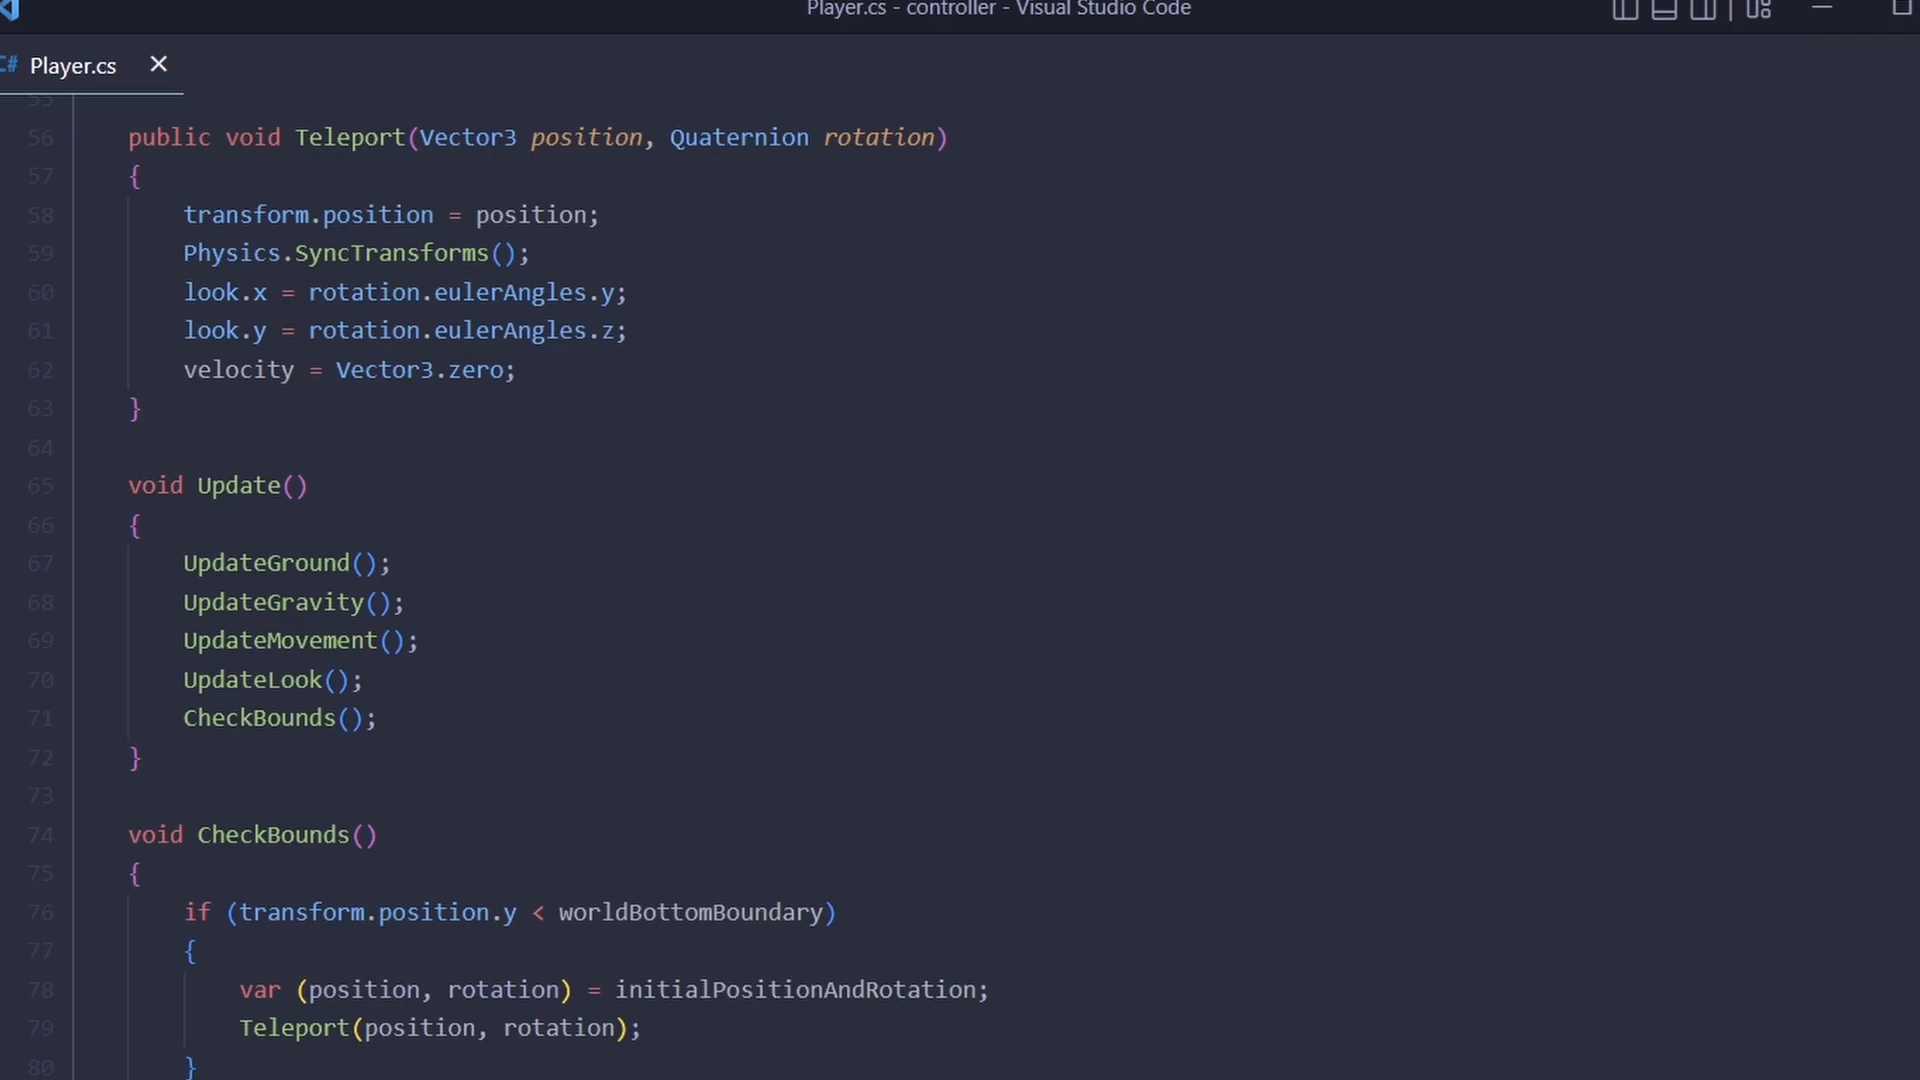 Player.cs - controller - Visual Studio Code
C# Player.cs
55
56 public void Teleport(Vector3 position, Quaternion rotation)
57 {
58 transform.position = position;
59 Physics.SyncTransforms();
60 look.x = rotation.eulerAngles.y;
61 look.y = rotation.eulerAngles.z;
62 velocity = Vector3.zero;
63 }
64
65 void Update()
66 {
67 UpdateGround();
68 UpdateGravity();
69 UpdateMovement();
70 UpdateLook();
71 CheckBounds();
72 }
73
74 void CheckBounds()
75 {
76 if (transform.position.y < worldBottomBoundary)
77 {
78 var (position, rotation) = initialPositionAndRotation;
79 Teleport(position, rotation);
80 }